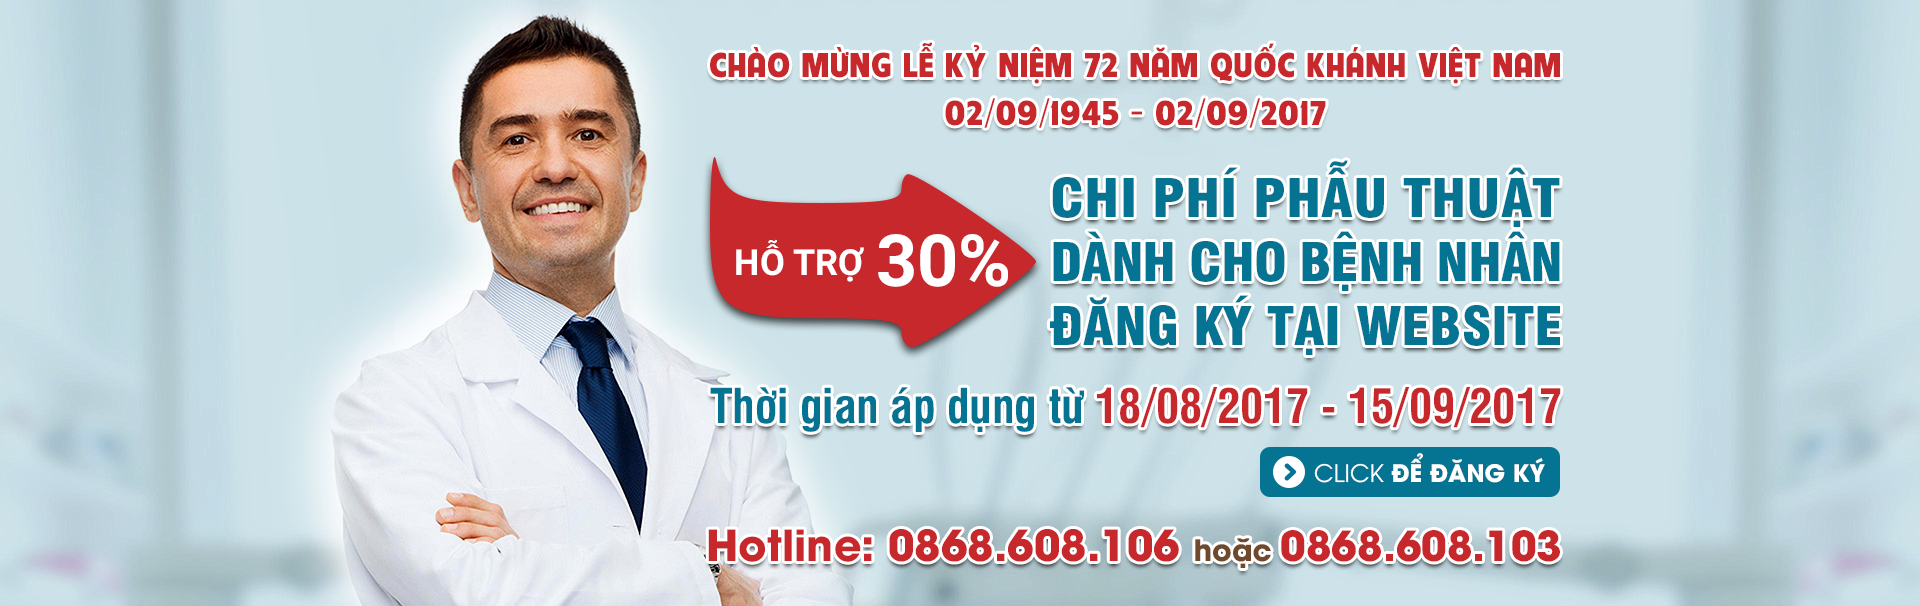 CHÀO MỪNG LỄ KỶ NIỆM 72 NĂM QUỐC KHÁNH VIỆT NAM
02/09/1945 - 02/09/2017
HỖ TRỢ 30%
CHI PHÍ PHẪU THUẬT
DÀNH CHO BỆNH NHÂN
ĐĂNG KÝ TẠI WEBSITE
Thời gian áp dụng từ 18/08/2017 - 15/09/2017
CLICK ĐỂ ĐĂNG KÝ
Hotline: 0868.608.106 hoặc 0868.608.103